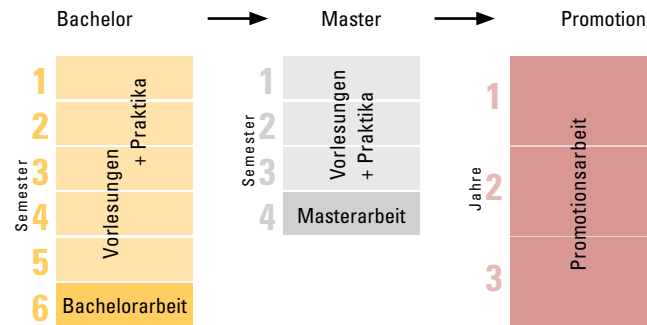 Bachelor
Master
Promotion
Semester
1
2
3
4
5
6
Vorlesungen
+ Praktika
Bachelorarbeit
Semester
1
2
3
4
Vorlesungen
+ Praktika
Masterarbeit
Jahre
1
2
3
Promotionsarbeit